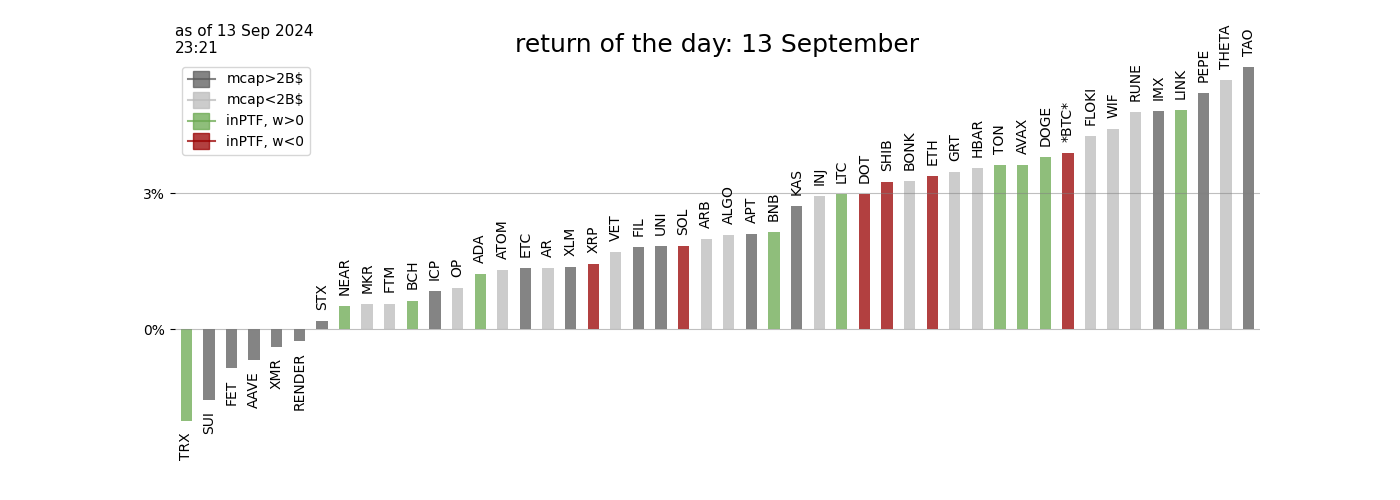 as of 13 Sep 2024
23:21
return of the day: 13 September
mcap>2B$
mcap<2B$
inPTF, w>0
inPTF, w<0
3%
0%
TRX
SUI
FET
AAVE
XMR
RENDER
STX
NEAR
MKR
FTM
BCH
ICP
OP
ADA
ATOM
ETC
AR
XLM
XRP
VET
FIL
UNI
SOL
ARB
ALGO
APT
BNB
KAS
INJ
LTC
DOT
SHIB
BONK
ETH
GRT
HBAR
TON
AVAX
DOGE
*BTC*
FLOKI
WIF
RUNE
IMX
LINK
PEPE
THETA
TAO